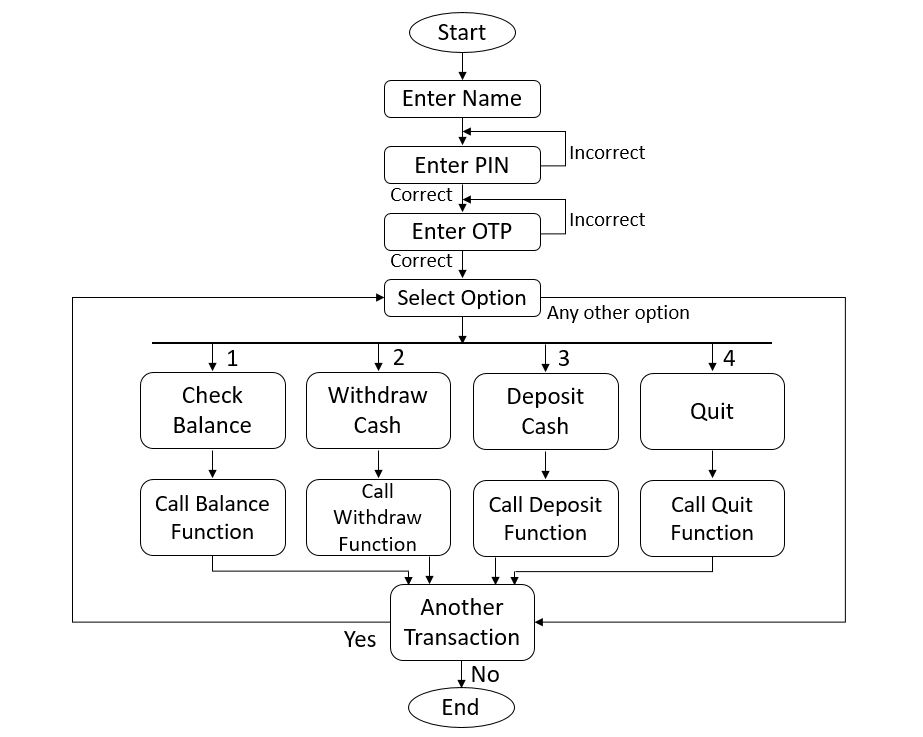 Start
Enter Name
Enter PIN
Incorrect
Correct
Enter OTP
Incorrect
Correct
Select Option
Any other option
1
2
3
4
Check
Balance
Withdraw
Cash
Deposit
Cash
Quit
Call Balance
Function
Call
Withdraw
Function
Call Deposit
Function
Call Quit
Function
Another
Transaction
Yes
No
End